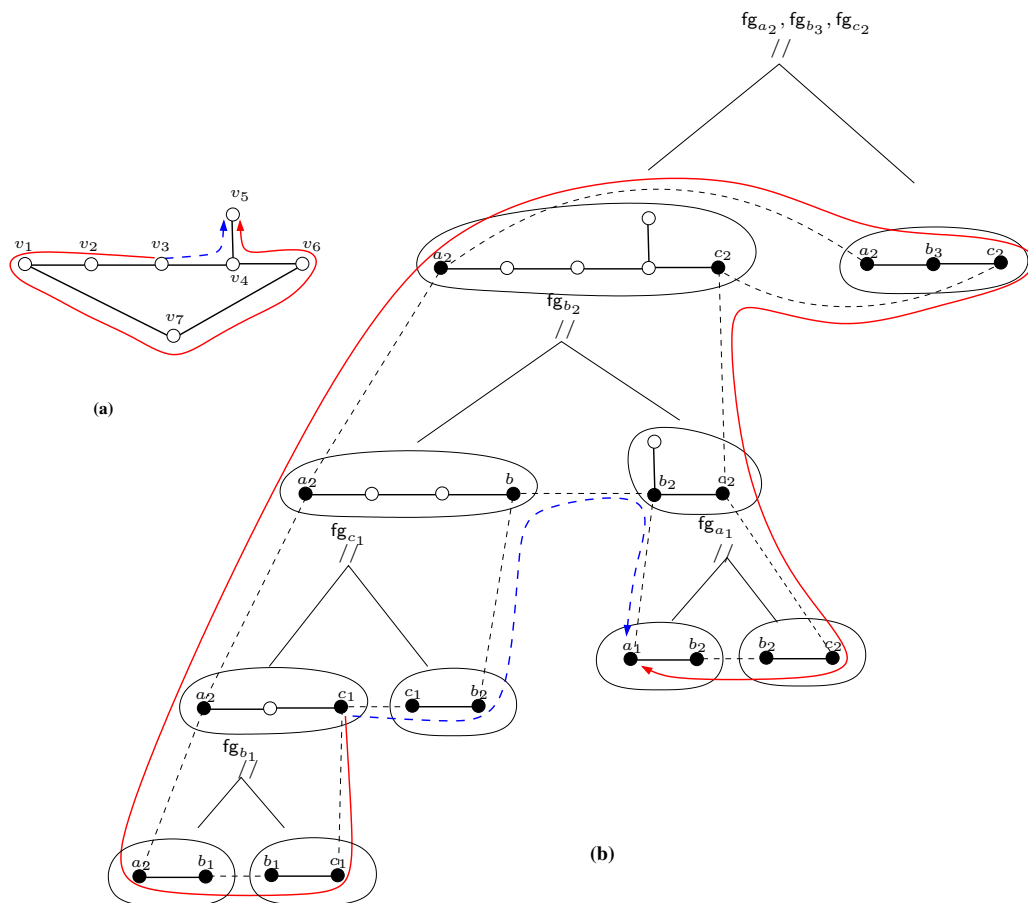 fg_{a_2}, fg_{b_3}, fg_{c_2}
v_5
v_1 v_2 v_3 v_6
v_4
v_7
(a)
a_2 c_2 a_2 b_3 c_2
fg_{b_2}
a_2 b b_2 c_2
fg_{c_1} fg_{a_1}
a_1 b_2 b_2 c_2
a_2 c_1 c_1 b_2
fg_{b_1}
(b)
a_2 b_1 b_1 c_1